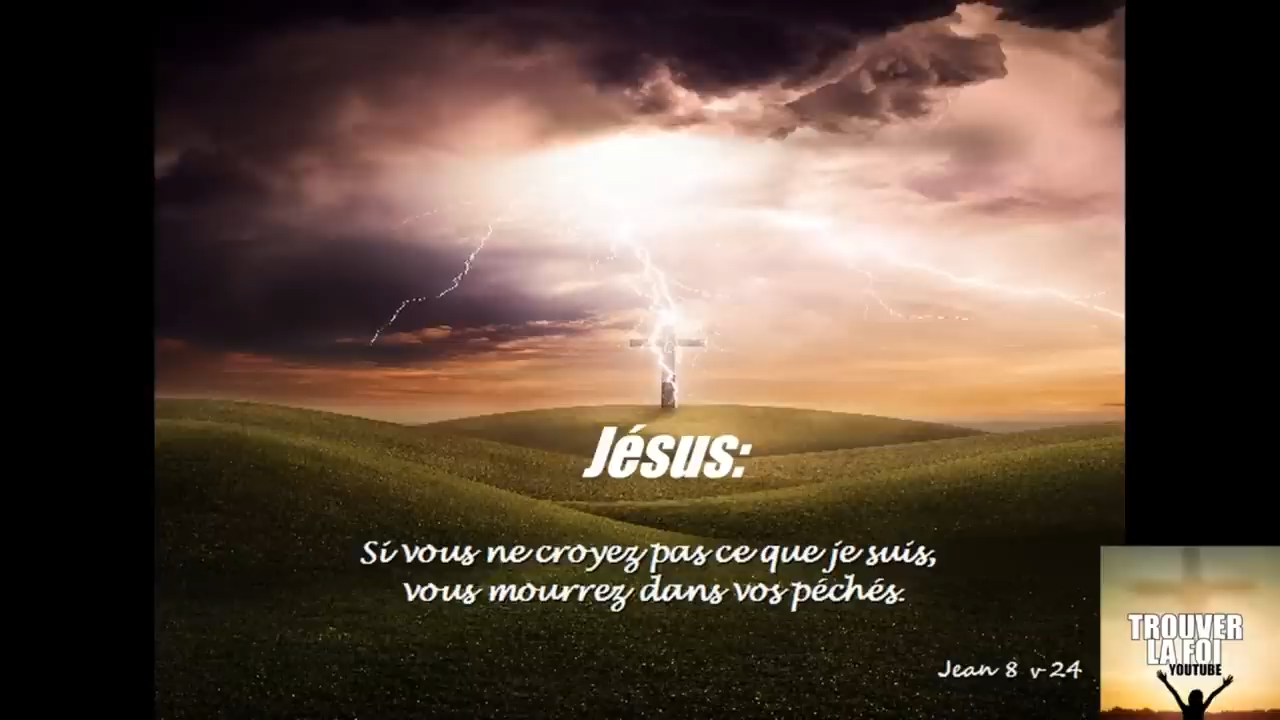 Jésus:
Si vous ne croyez pas ce que je suis,
vous mourrez dans vos péchés.
Jean 8 v 24
TROUVER
LA FOI
YOUTUBE